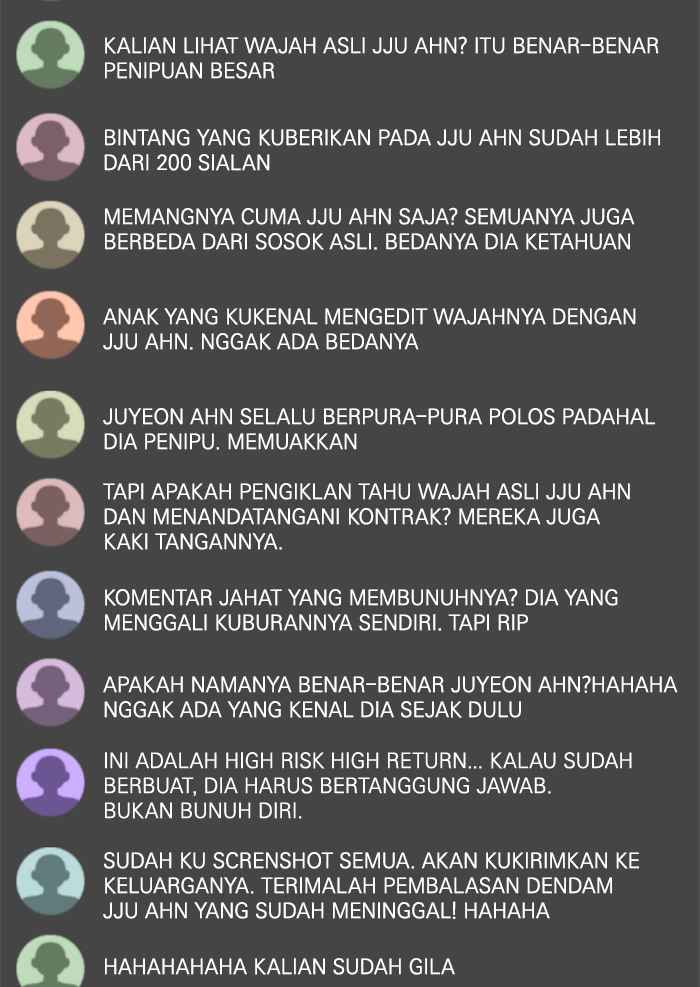 KALIAN LIHAT WAJAH ASLI JJU AHN? ITU BENAR-BENAR
PENIPUAN BESAR
BINTANG YANG KUBERIKAN PADA JJU AHN SUDAH LEBIH
DARI 200 SIALAN
MEMANGNYA CUMA JJU AHN SAJA? SEMUANYA JUGA
BERBEDA DARI SOSOK ASLI. BEDANYA DIA KETAHUAN
ANAK YANG KUKENAL MENGEDIT WAJAHNYA DENGAN
JJU AHN. NGGAK ADA BEDANYA
JUYEON AHN SELALU BERPURA-PURA POLOS PADAHAL
DIA PENIPU. MEMUAKKAN
TAPI APAKAH PENGIKLAN TAHU WAJAH ASLI JJU AHN
DAN MENANDATANGANI KONTRAK? MEREKA JUGA
KAKI TANGANNYA.
KOMENTAR JAHAT YANG MEMBUNUHNYA? DIA YANG
MENGGALI KUBURANNYA SENDIRI. TAPI RIP
APAKAH NAMANYA BENAR-BENAR JUYEON AHN?HAHAHA
NGGAK ADA YANG KENAL DIA SEJAK DULU
INI ADALAH HIGH RISK HIGH RETURN... KALAU SUDAH
BERBUAT, DIA HARUS BERTANGGUNG JAWAB.
BUKAN BUNUH DIRI.
SUDAH KU SCRENSHOT SEMUA. AKAN KUKIRIMKAN KE
KELUARGANYA. TERIMALAH PEMBALASAN DENDAM
JJU AHN YANG SUDAH MENINGGAL! HAHAHA
HAHAHAHAHA KALIAN SUDAH GILA